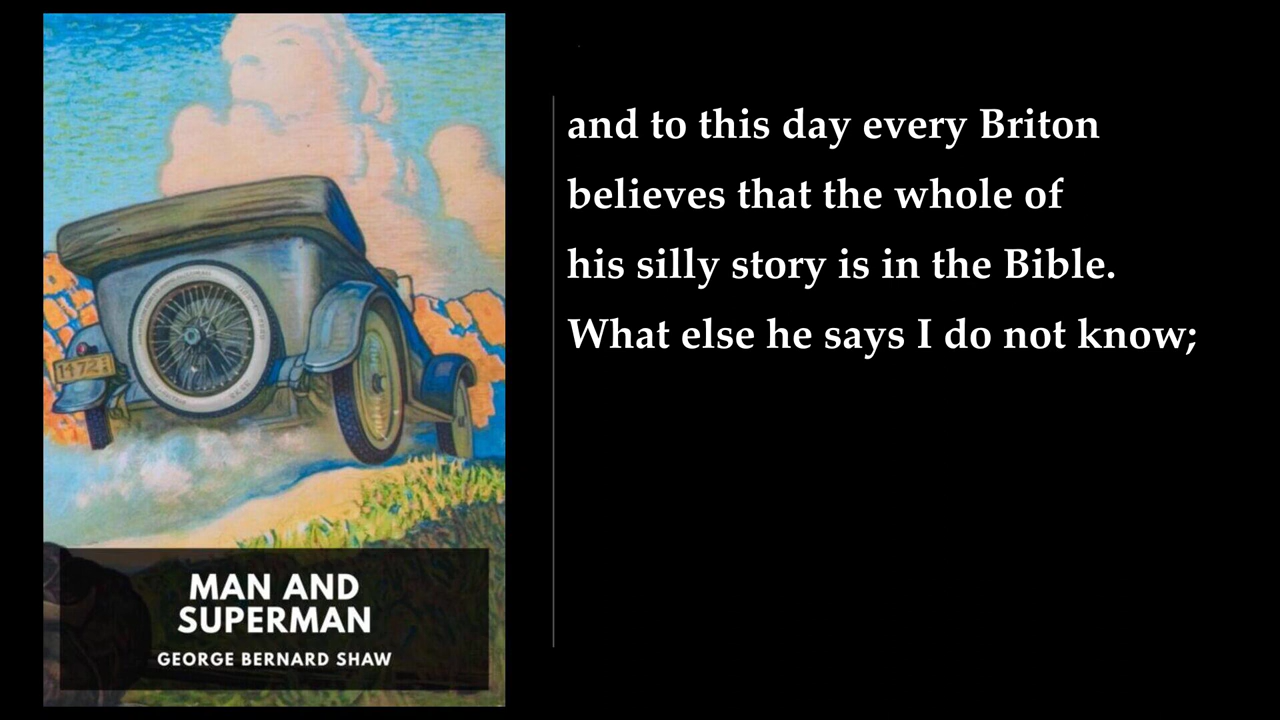 and to this day every Briton
believes that the whole of
his silly story is in the Bible.
What else he says I do not know;
1472
MAN AND
SUPERMAN
GEORGE BERNARD SHAW